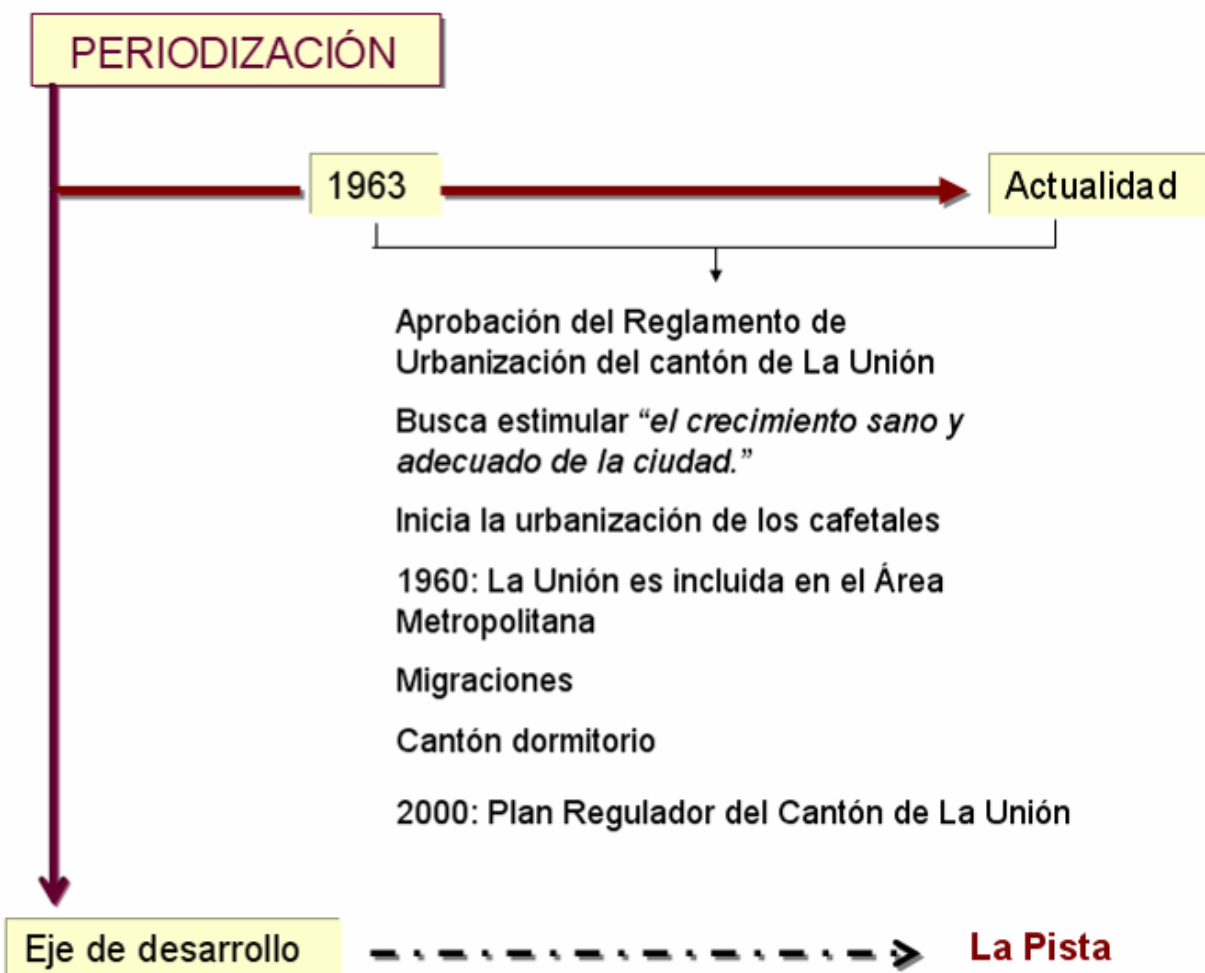 PERIODIZACIÓN
1963
Actualidad
Aprobación del Reglamento de
Urbanización del cantón de La Unión
Busca estimular “el crecimiento sano y
adecuado de la ciudad.”
Inicia la urbanización de los cafetales
1960: La Unión es incluida en el Área
Metropolitana
Migraciones
Cantón dormitorio
2000: Plan Regulador del Cantón de La Unión
Eje de desarrollo
La Pista